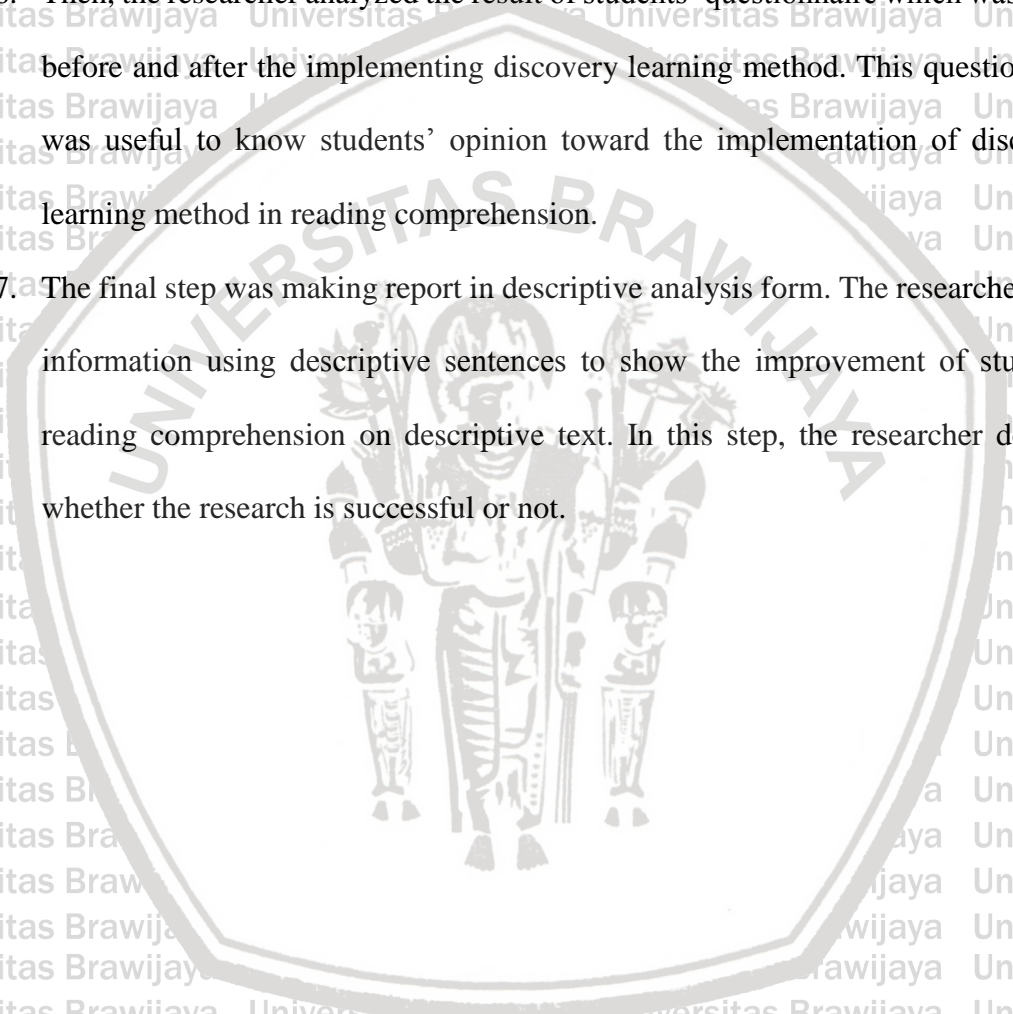 6. Then, the researcher analyzed the result of students' questionnaire which was
before and after the implementing discovery learning method. This questio
was useful to know students' opinion toward the implementation of dis
learning method in reading comprehension.
7. The final step was making report in descriptive analysis form. The researche
information using descriptive sentences to show the improvement of stu
reading comprehension on descriptive text. In this step, the researcher d
whether the research is successful or not.
UNIVERSITAS BRAWIJAYA